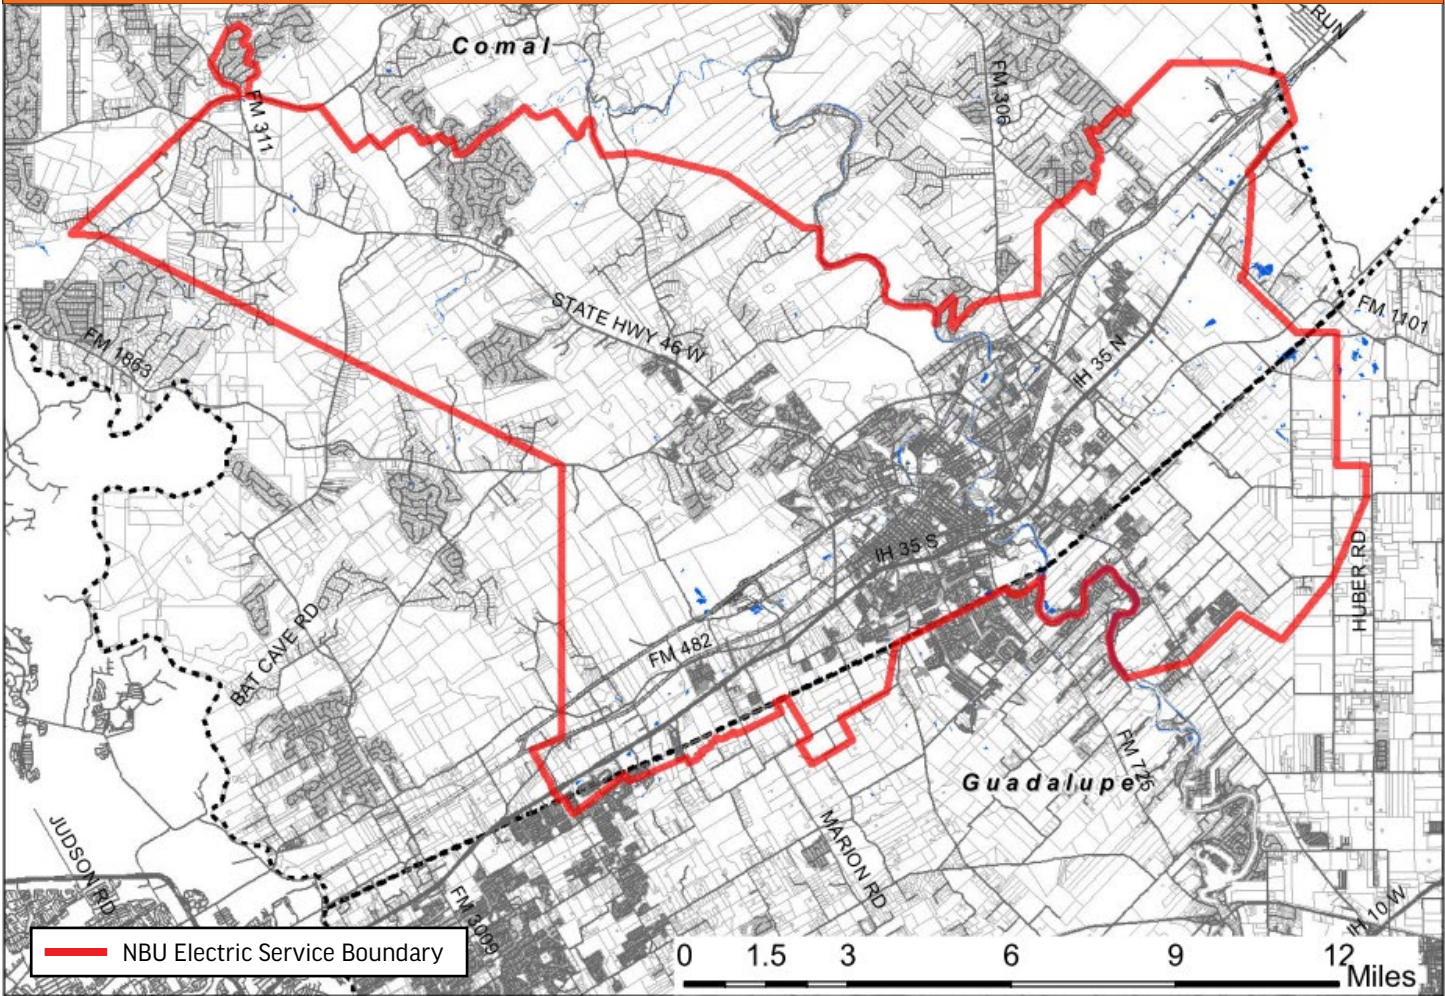 RUN
Comal
FM 306
FM 311
FM 1101
STATE HWY 46 W
FM 1863
IH 35 N
IH 35 S
HUBER RD
BAT CAVE RD
FM 482
FM 725
Guadalupe
MARION RD
JUDSON RD
FM 3009
IH 10 W
NBU Electric Service Boundary
0 1.5 3 6 9 12 Miles